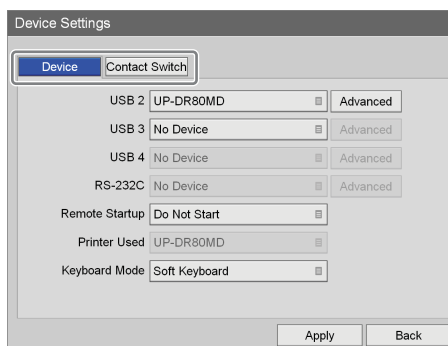 Device Settings
Device Contact Switch
USB 2 UP-DR80MD Advanced
USB 3 No Device Advanced
USB 4 No Device Advanced
RS-232C No Device Advanced
Remote Startup Do Not Start
Printer Used UP-DR80MD
Keyboard Mode Soft Keyboard
Apply Back